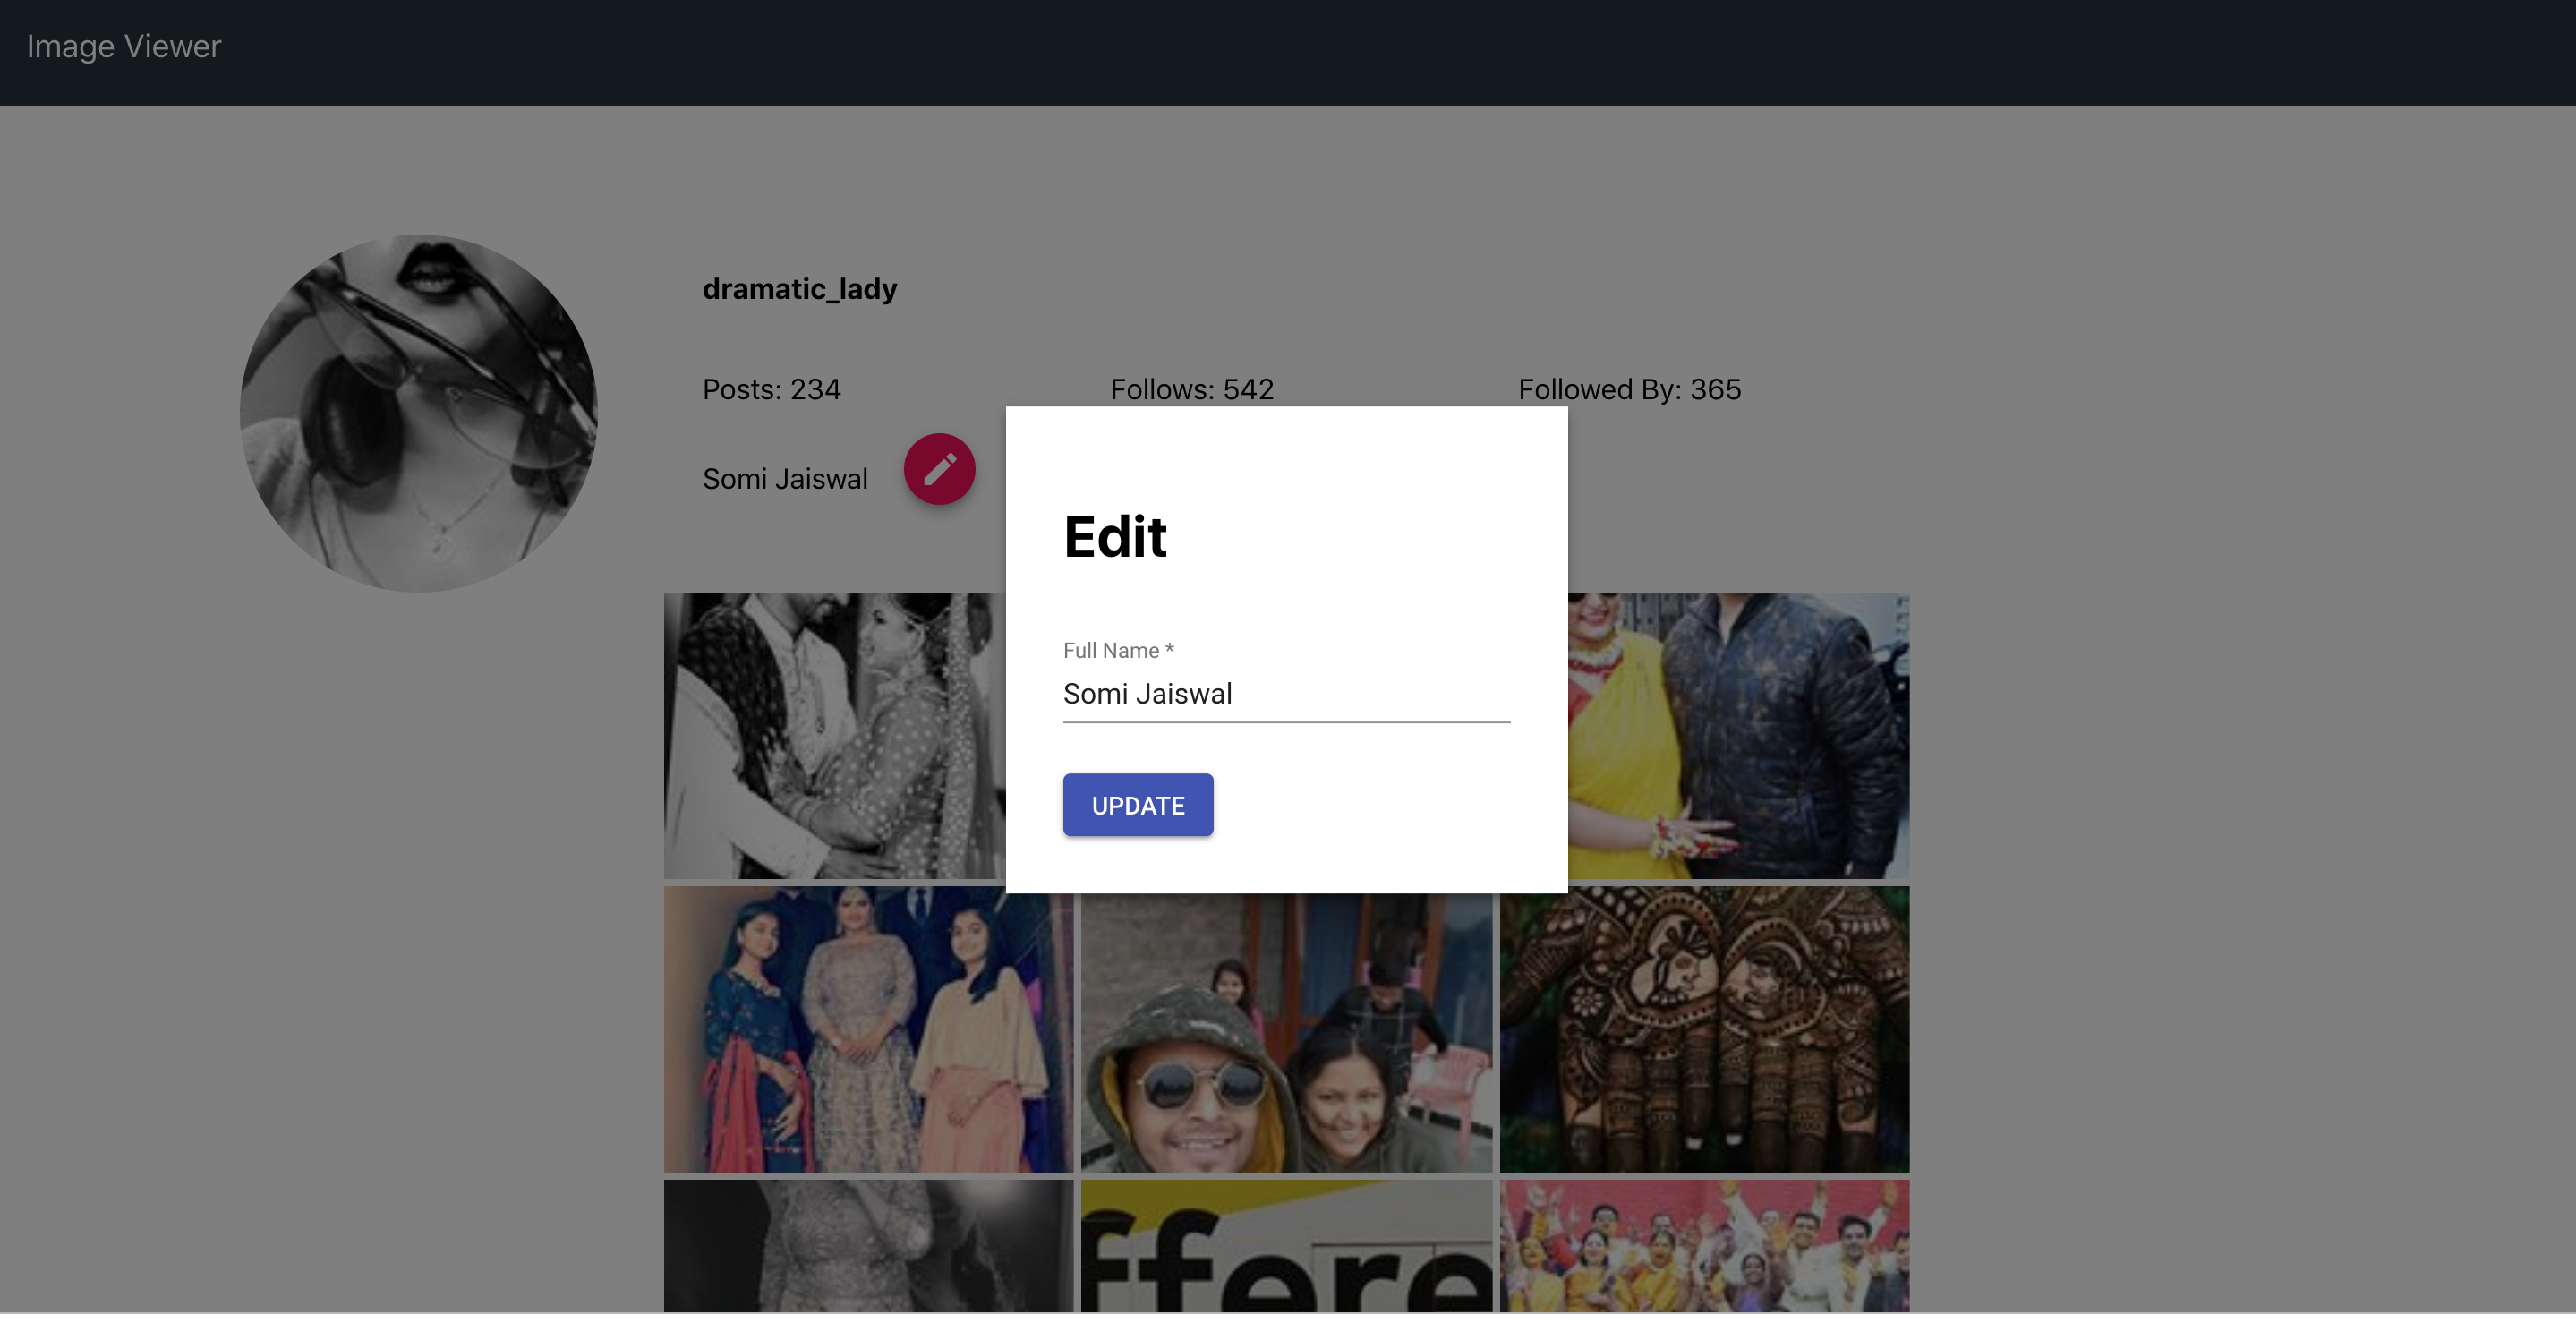 Image Viewer
dramatic_lady
Posts: 234
Follows: 542
Followed By: 365
Somi Jaiswal
Edit
Full Name *
Somi Jaiswal
UPDATE
ffere